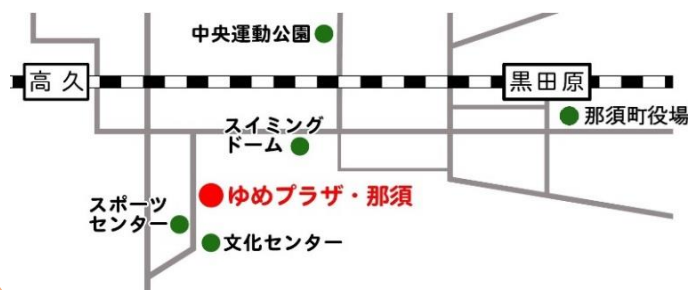 中央運動公園
高久
黒田原
那須町役場
スイミング
ドーム
ゆめプラザ・那須
スポーツ
センター
文化センター